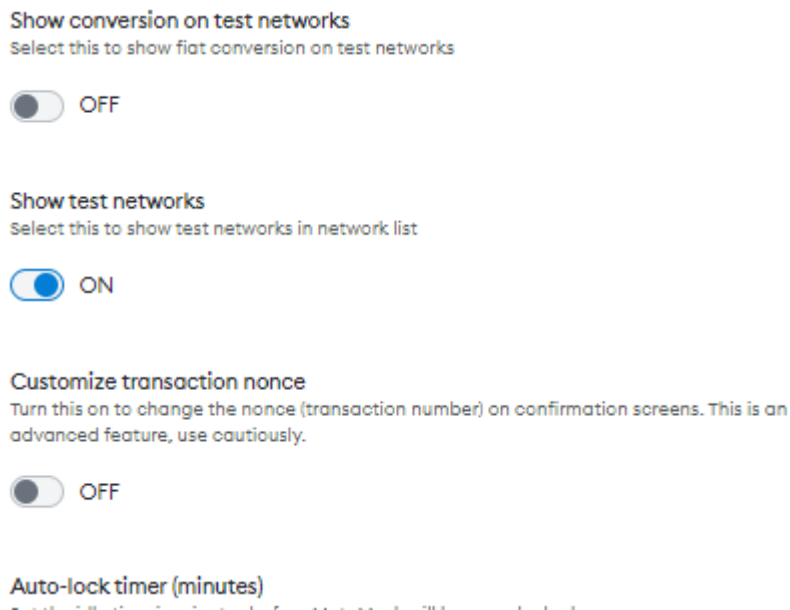 Show conversion on test networks
Select this to show fiat conversion on test networks
OFF
Show test networks
Select this to show test networks in network list
ON
Customize transaction nonce
Turn this on to change the nonce (transaction number) on confirmation screens. This is an
advanced feature, use cautiously.
OFF
Auto-lock timer (minutes)